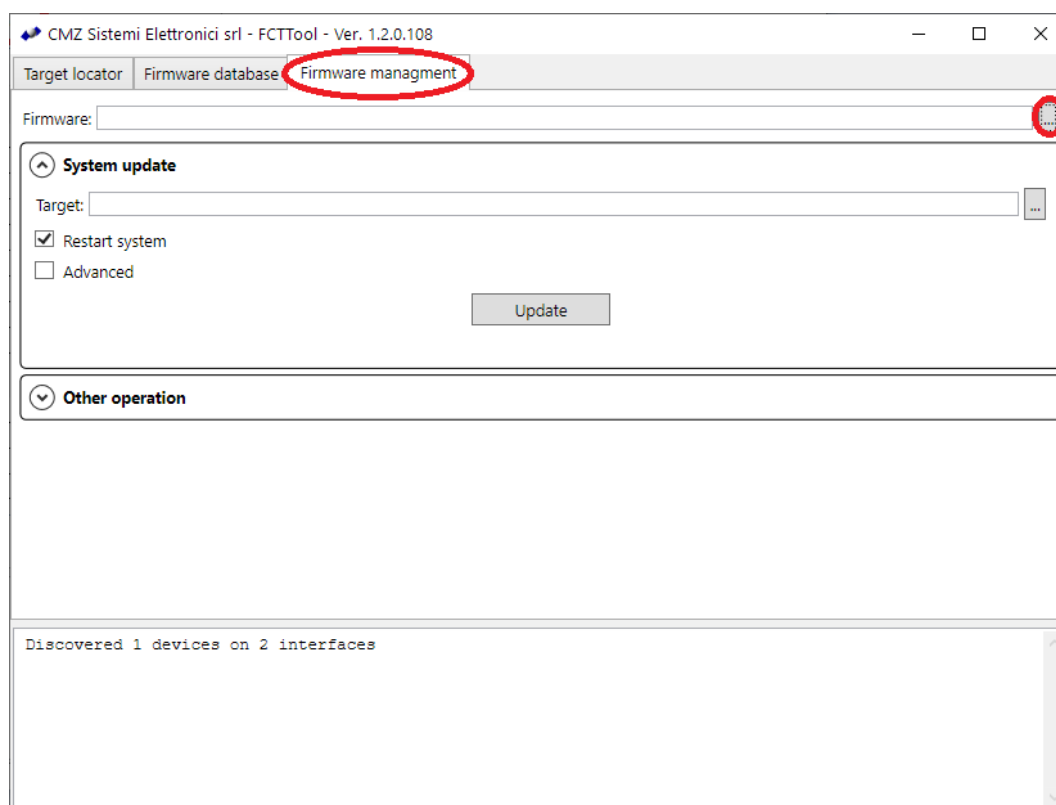 CMZ Sistemi Elettronici srl - FCTTool - Ver. 1.2.0.108
Target locator Firmware database Firmware managment
Firmware: ...
System update
Target: ...
Restart system
Advanced
Update
Other operation
Discovered 1 devices on 2 interfaces